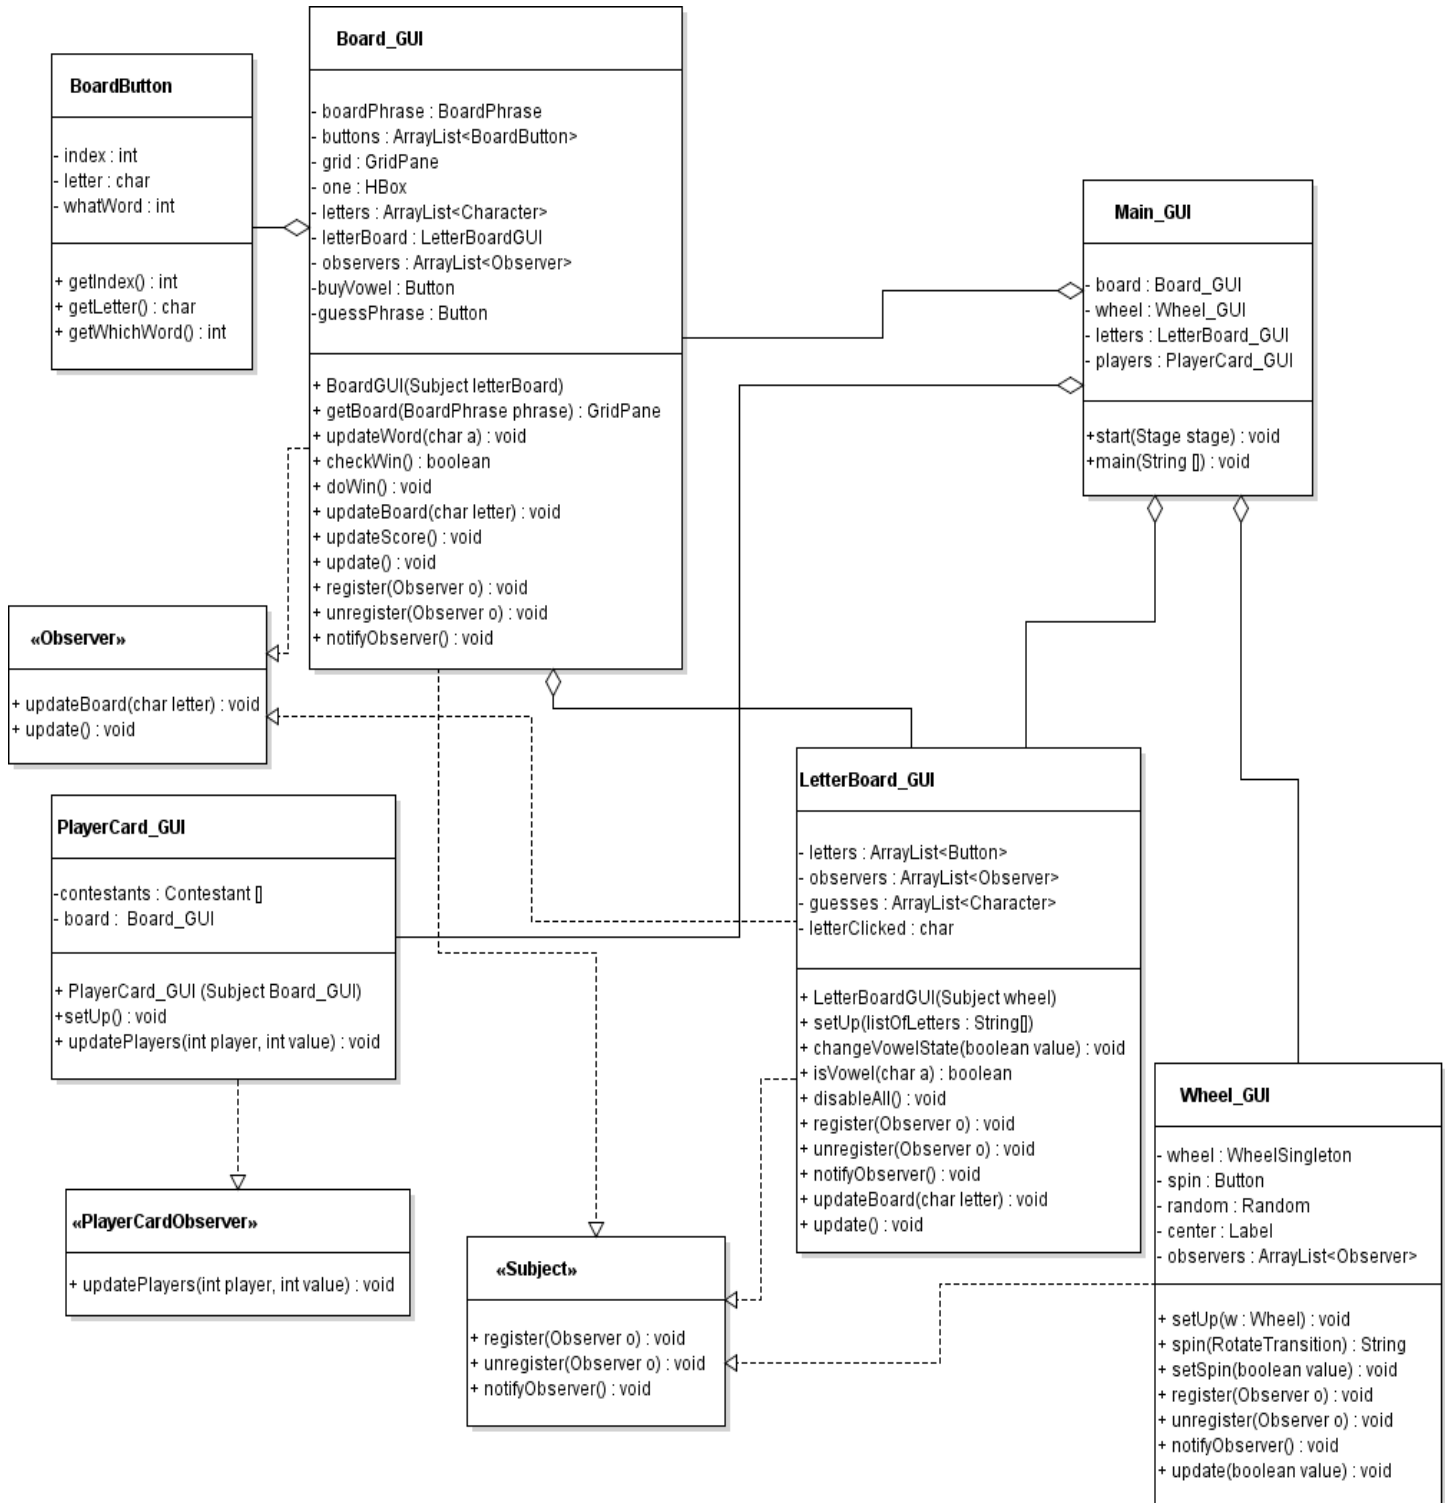 Board_GUI
- boardPhrase : BoardPhrase
- buttons : ArrayList<BoardButton>
- grid : GridPane
- one : HBox
- letters : ArrayList<Character>
- letterBoard : LetterBoardGUI
- observers : ArrayList<Observer>
-buyVowel : Button
-guessPhrase : Button
+ BoardGUI(Subject letterBoard)
+ getBoard(BoardPhrase phrase) : GridPane
+ updateWord(char a) : void
+ checkWin() : boolean
+ doWin() : void
+ updateBoard(char letter) : void
+ updateScore() : void
+ update() : void
+ register(Observer o) : void
+ unregister(Observer o) : void
+ notifyObserver() : void
BoardButton
- index : int
- letter : char
- whatWord : int
+ getIndex() : int
+ getLetter() : char
+ getWhichWord() : int
Main_GUI
- board : Board_GUI
- wheel : Wheel_GUI
- letters : LetterBoard_GUI
- players : PlayerCard_GUI
+start(Stage stage) : void
+main(String []) : void
«Observer»
+ updateBoard(char letter) : void
+ update() : void
PlayerCard_GUI
-contestants : Contestant []
- board : Board_GUI
+ PlayerCard_GUI (Subject Board_GUI)
+setUp() : void
+ updatePlayers(int player, int value) : void
LetterBoard_GUI
- letters : ArrayList<Button>
- observers : ArrayList<Observer>
- guesses : ArrayList<Character>
- letterClicked : char
+ LetterBoardGUI(Subject wheel)
+ setUp(listOfLetters : String[])
+ changeVowelState(boolean value) : void
+ isVowel(char a) : boolean
+ disableAll() : void
+ register(Observer o) : void
+ unregister(Observer o) : void
+ notifyObserver() : void
+ updateBoard(char letter) : void
+ update() : void
Wheel_GUI
- wheel : WheelSingleton
- spin : Button
- random : Random
- center : Label
- observers : ArrayList<Observer>
+ setUp(w : Wheel) : void
+ spin(RotateTransition) : String
+ setSpin(boolean value) : void
+ register(Observer o) : void
+ unregister(Observer o) : void
+ notifyObserver() : void
+ update(boolean value) : void
«PlayerCardObserver»
+ updatePlayers(int player, int value) : void
«Subject»
+ register(Observer o) : void
+ unregister(Observer o) : void
+ notifyObserver() : void